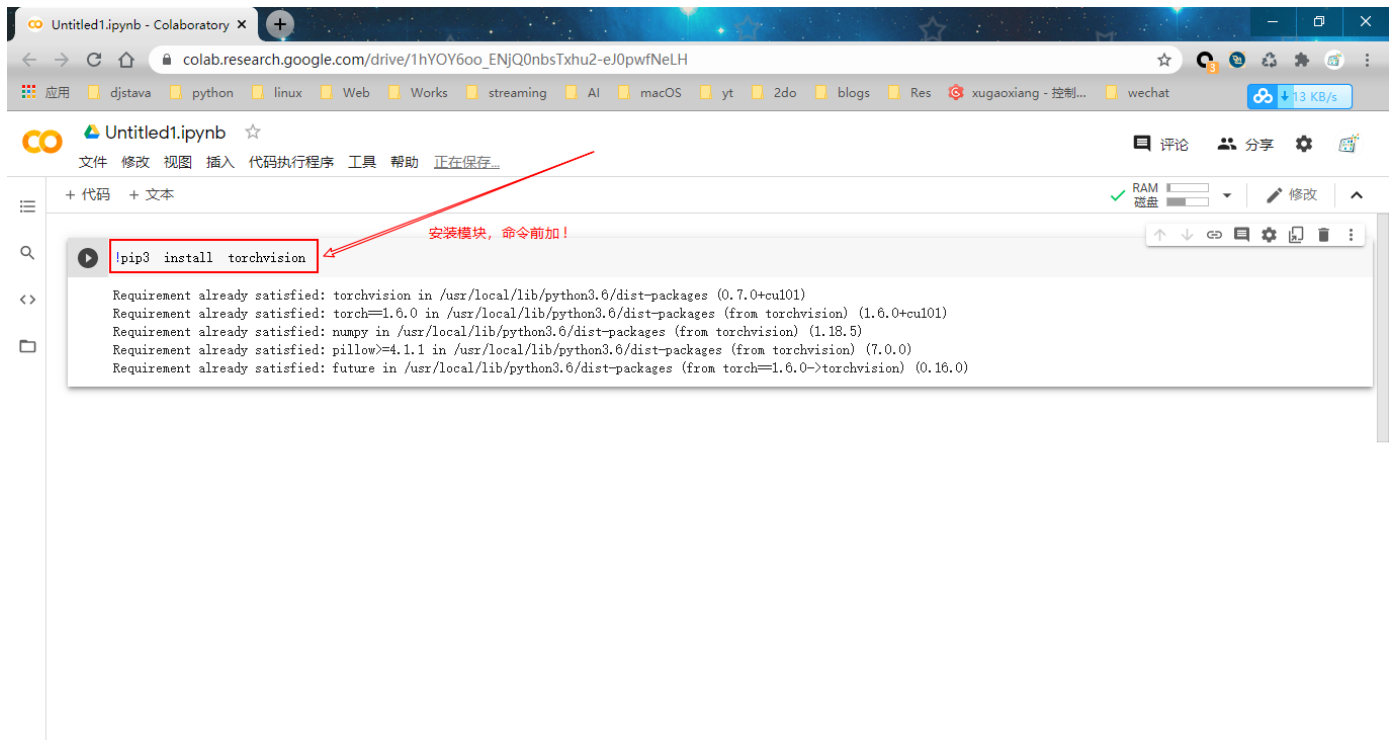 Untitled1.ipynb - Colaboratory
colab.research.google.com/drive/1hYOY6oo_ENjQ0nbsTxhu2-eJ0pwfNeLH
应用 djstava python linux Web Works streaming AI macOS yt 2do blogs Res xugaoxiang - 控制... wechat 13 KB/s
Untitled1.ipynb
评论 分享
文件 修改 视图 插入 代码执行程序 工具 帮助 正在保存...
+ 代码 + 文本
RAM
磁盘
修改
安装模块，命令前加！
!pip3 install torchvision
Requirement already satisfied: torchvision in /usr/local/lib/python3.6/dist-packages (0.7.0+cu101)
Requirement already satisfied: torch==1.6.0 in /usr/local/lib/python3.6/dist-packages (from torchvision) (1.6.0+cu101)
Requirement already satisfied: numpy in /usr/local/lib/python3.6/dist-packages (from torchvision) (1.18.5)
Requirement already satisfied: pillow>=4.1.1 in /usr/local/lib/python3.6/dist-packages (from torchvision) (7.0.0)
Requirement already satisfied: future in /usr/local/lib/python3.6/dist-packages (from torch==1.6.0->torchvision) (0.16.0)